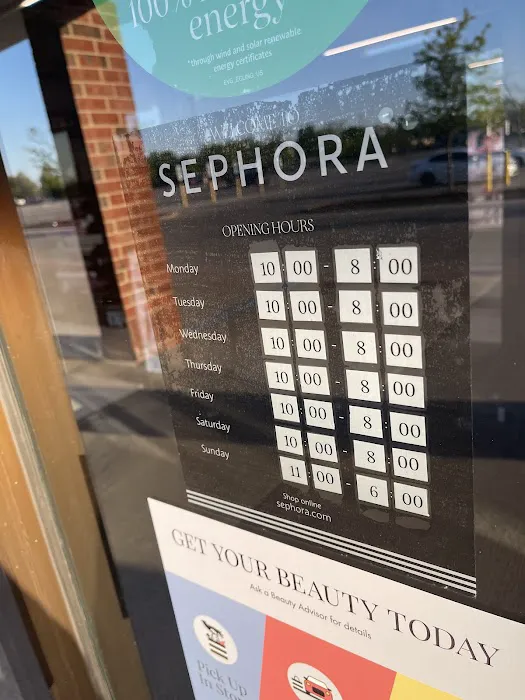 100%
energy*
*through wind and solar renewable
energy certificates
WELCOME TO
SEPHORA
OPENING HOURS
Monday 10:00 - 8:00
Tuesday 10:00 - 8:00
Wednesday 10:00 - 8:00
Thursday 10:00 - 8:00
Friday 10:00 - 8:00
Saturday 10:00 - 8:00
Sunday 11:00 - 6:00
Shop online
sephora.com
GET YOUR BEAUTY TODAY
Ask a Beauty Advisor for details
Pick Up
In Store